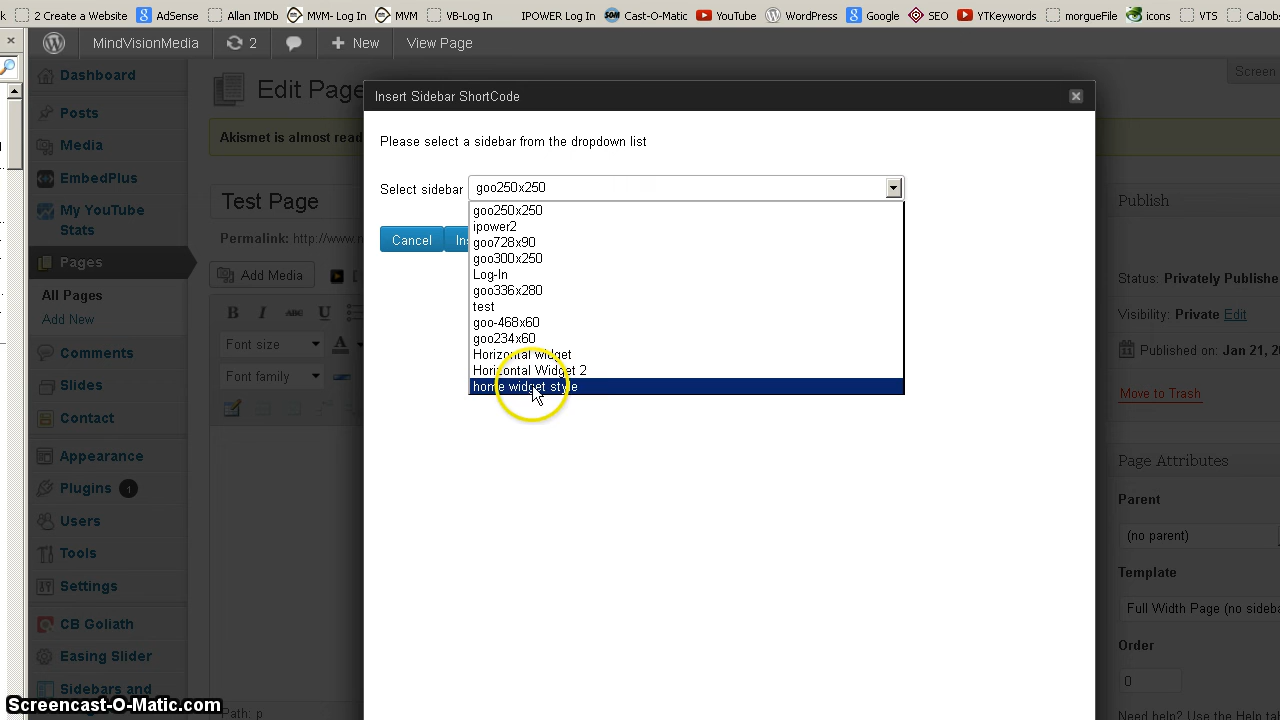 Create a Website AdSense Allan IMDb MVM- Log In MVM VB-Log In IPOWER Log In Cast-O-Matic YouTube WordPress Google SEO YTKeywords morgueFile icons VTS CalJob
MindVisionMedia 2 New View Page
Dashboard
Posts
Media
EmbedPlus
My YouTube
Stats
Pages
All Pages
Add New
Comments
Slides
Contact
Appearance
Plugins 1
Users
Tools
Settings
CB Goliath
Easing Slider
Sidebars and
Edit Page
Screen
Akismet is almost read
Test Page
Permalink: http://www.
Add Media
B I ABC U
Font size A
Font family
Path: p
Insert Sidebar ShortCode
Please select a sidebar from the dropdown list
Select sidebar goo250x250
goo250x250
ipower2
goo728x90
goo300x250
Log-In
goo336x280
test
goo-468x60
goo234x60
Horizontal Widget
Horizontal Widget 2
home widget style
Cancel Ins
Publish
Status: Privately Publishe
Visibility: Private Edit
Published on: Jan 21, 2
Move to Trash
Page Attributes
Parent
(no parent)
Template
Full Width Page (no sideba
Order
0
Need help? Use the Help ta
Screencast-O-Matic.com